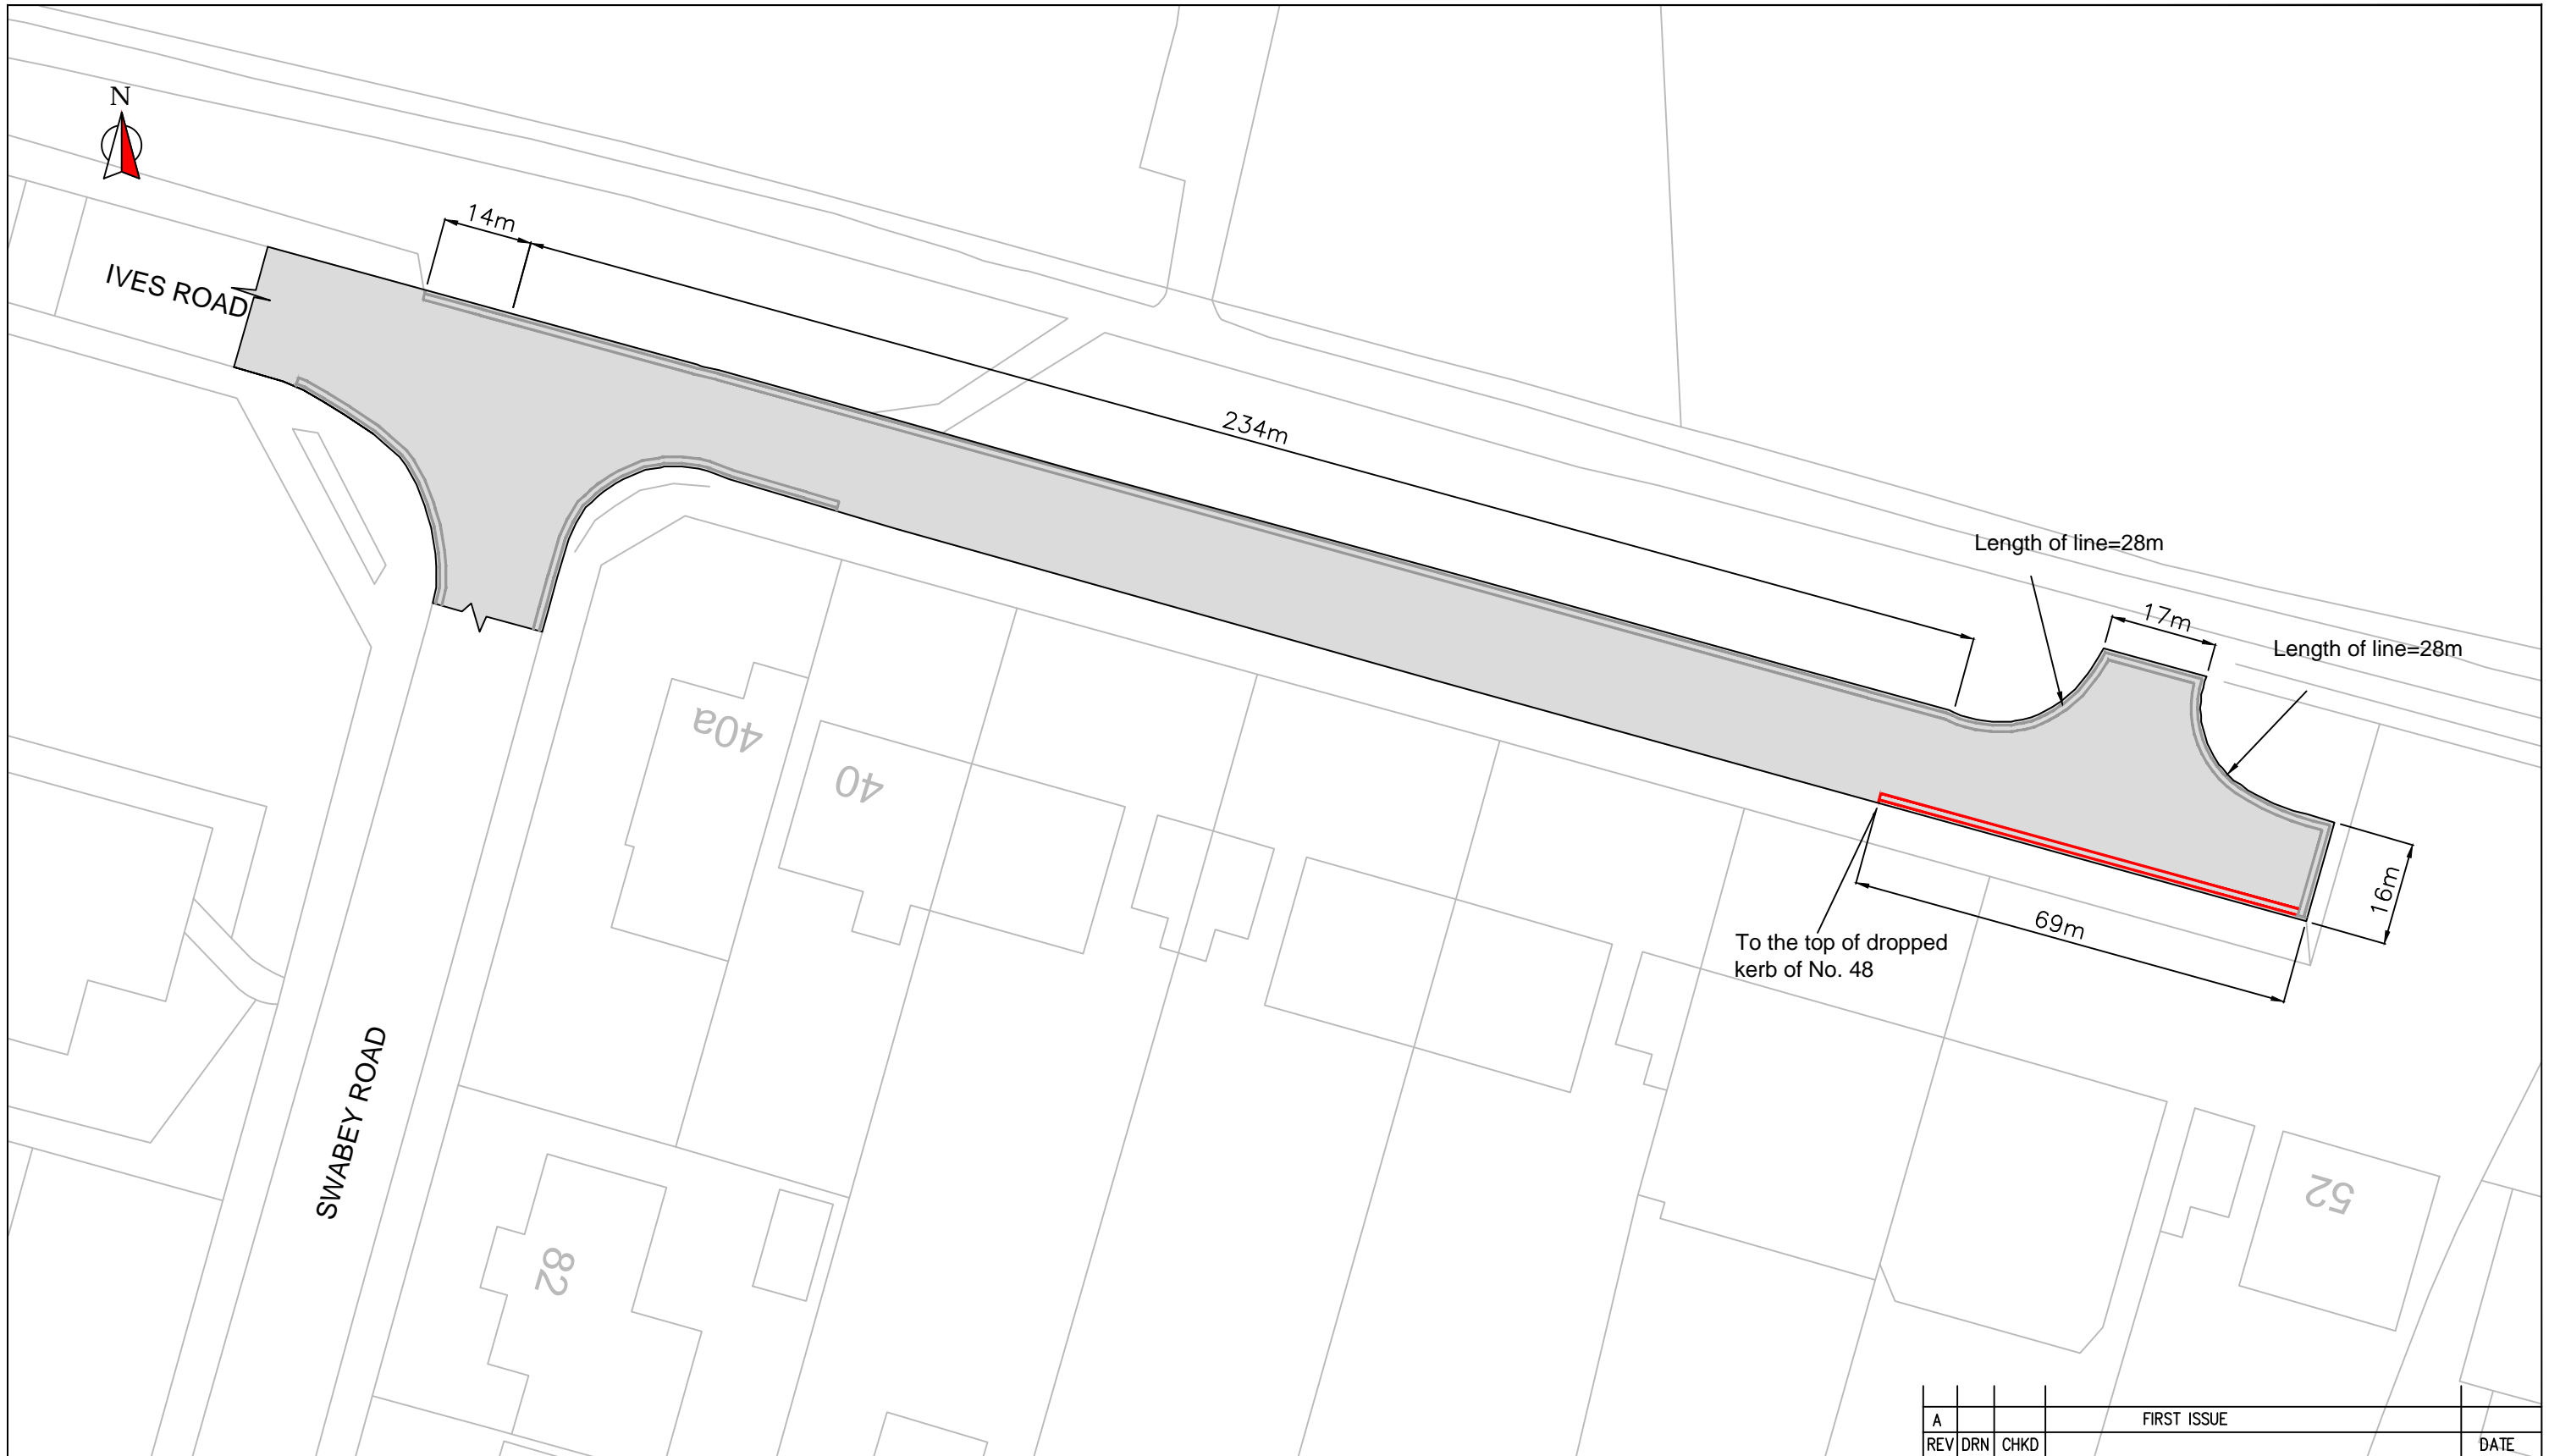 N
14m
IVES ROAD
234m
Length of line=28m
17m
Length of line=28m
40a
40
16m
69m
To the top of dropped
kerb of No. 48
SWABEY ROAD
52
82
A FIRST ISSUE
REV DRN CHKD DATE